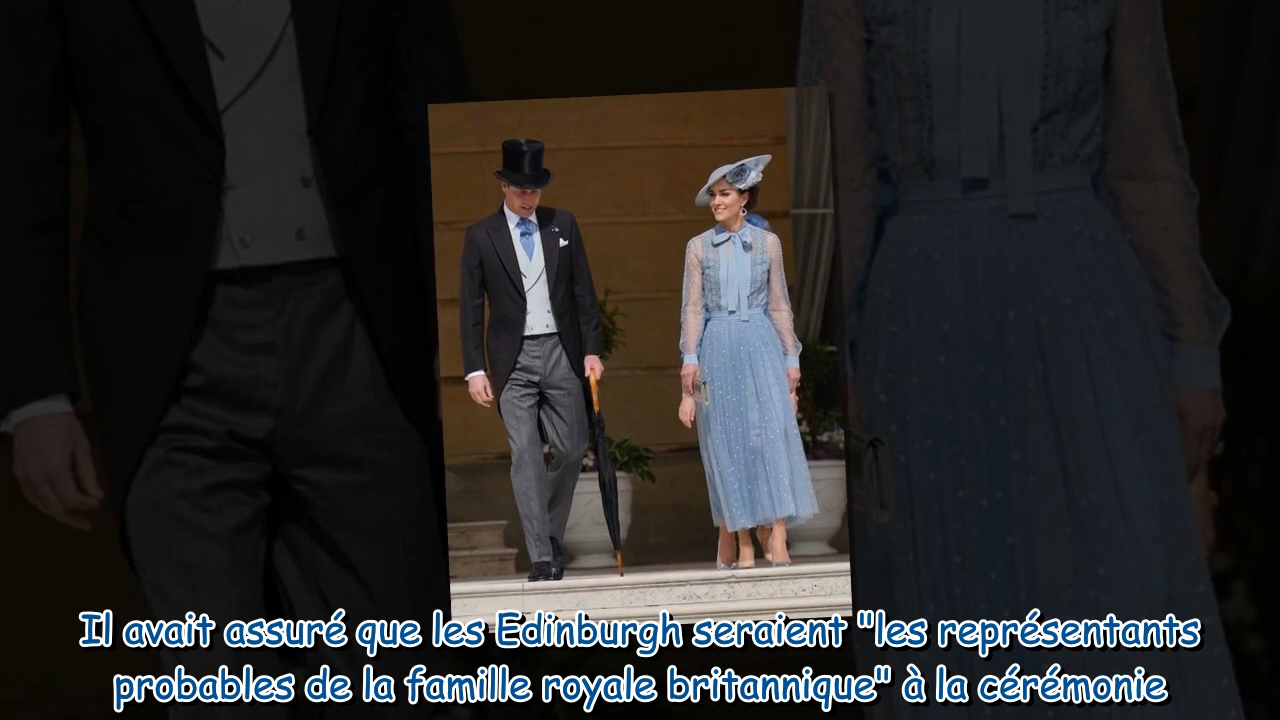 Il avait assuré que les Edinburgh seraient "les représentants
probables de la famille royale britannique" à la cérémonie